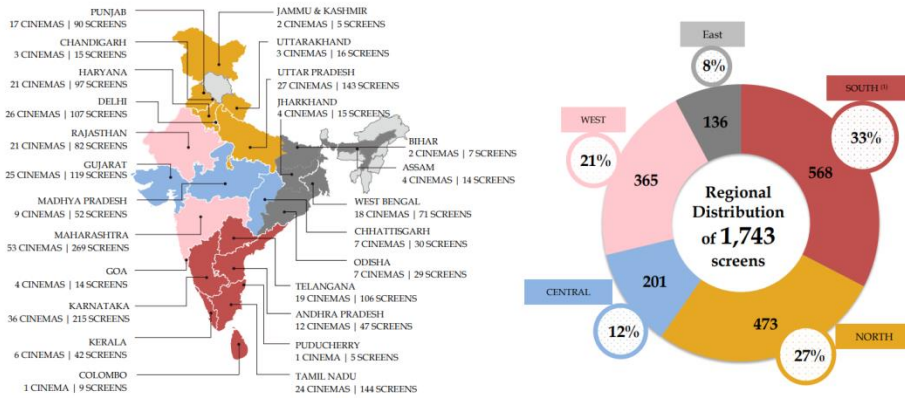 PUNJAB
17 CINEMAS | 90 SCREENS
CHANDIGARH
3 CINEMAS | 15 SCREENS
HARYANA
21 CINEMAS | 97 SCREENS
DELHI
26 CINEMAS | 107 SCREENS
RAJASTHAN
21 CINEMAS | 82 SCREENS
GUJARAT
25 CINEMAS | 119 SCREENS
MADHYA PRADESH
9 CINEMAS | 52 SCREENS
MAHARASHTRA
53 CINEMAS | 269 SCREENS
GOA
4 CINEMAS | 14 SCREENS
KARNATAKA
36 CINEMAS | 215 SCREENS
KERALA
6 CINEMAS | 42 SCREENS
COLOMBO
1 CINEMA | 9 SCREENS
JAMMU & KASHMIR
2 CINEMAS | 5 SCREENS
UTTARAKHAND
3 CINEMAS | 16 SCREENS
UTTAR PRADESH
27 CINEMAS | 143 SCREENS
JHARKHAND
4 CINEMAS | 15 SCREENS
BIHAR
2 CINEMAS | 7 SCREENS
ASSAM
4 CINEMAS | 14 SCREENS
WEST BENGAL
18 CINEMAS | 71 SCREENS
CHHATTISGARH
7 CINEMAS | 30 SCREENS
ODISHA
7 CINEMAS | 29 SCREENS
TELANGANA
19 CINEMAS | 106 SCREENS
ANDHRA PRADESH
12 CINEMAS | 47 SCREENS
PUDUCHERRY
1 CINEMA | 5 SCREENS
TAMIL NADU
24 CINEMAS | 144 SCREENS
East
8%
136
SOUTH (1)
33%
568
WEST
21%
365
Regional
Distribution
of 1,743
screens
CENTRAL
12%
201
NORTH
27%
473